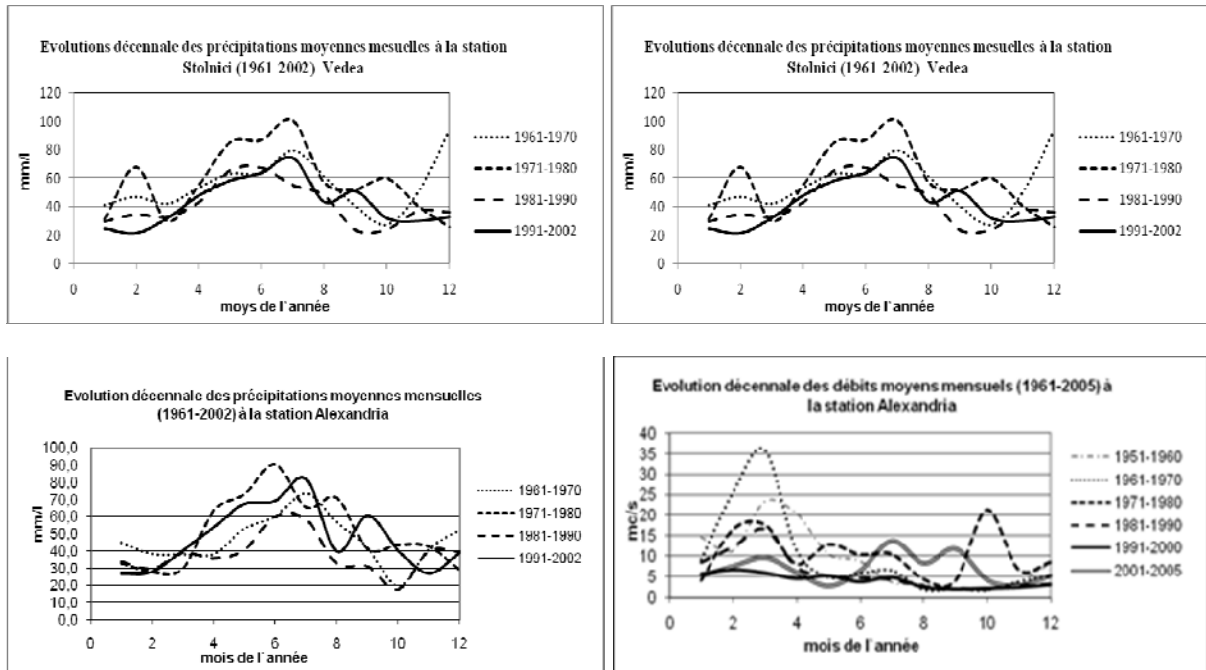 Evolutions décennale des précipitations moyennes mesuelles à la station
Stolnici (1961 2002) Vedea
120
100
80
60
40
20
0
mm/l
0 2 4 6 8 10 12
moys de l'année
1961-1970
1971-1980
1981-1990
1991-2002
Evolutions décennale des précipitations moyennes mesuelles à la station
Stolnici (1961 2002) Vedea
120
100
80
60
40
20
0
mm/l
0 2 4 6 8 10 12
moys de l'année
1961-1970
1971-1980
1981-1990
1991-2002
Evolution décennale des précipitations moyennes mensuelles
(1961-2002) à la station Alexandria
100,0
90,0
80,0
70,0
60,0
50,0
40,0
30,0
20,0
10,0
0,0
mm/l
0 2 4 6 8 10 12
mois de l'année
1961-1970
1971-1980
1981-1990
1991-2002
Evolution décennale des débits moyens mensuels (1961-2005) à
la station Alexandria
40
35
30
25
20
15
10
5
0
mc/s
0 2 4 6 8 10 12
mois de l'année
1951-1960
1961-1970
1971-1980
1981-1990
1991-2000
2001-2005